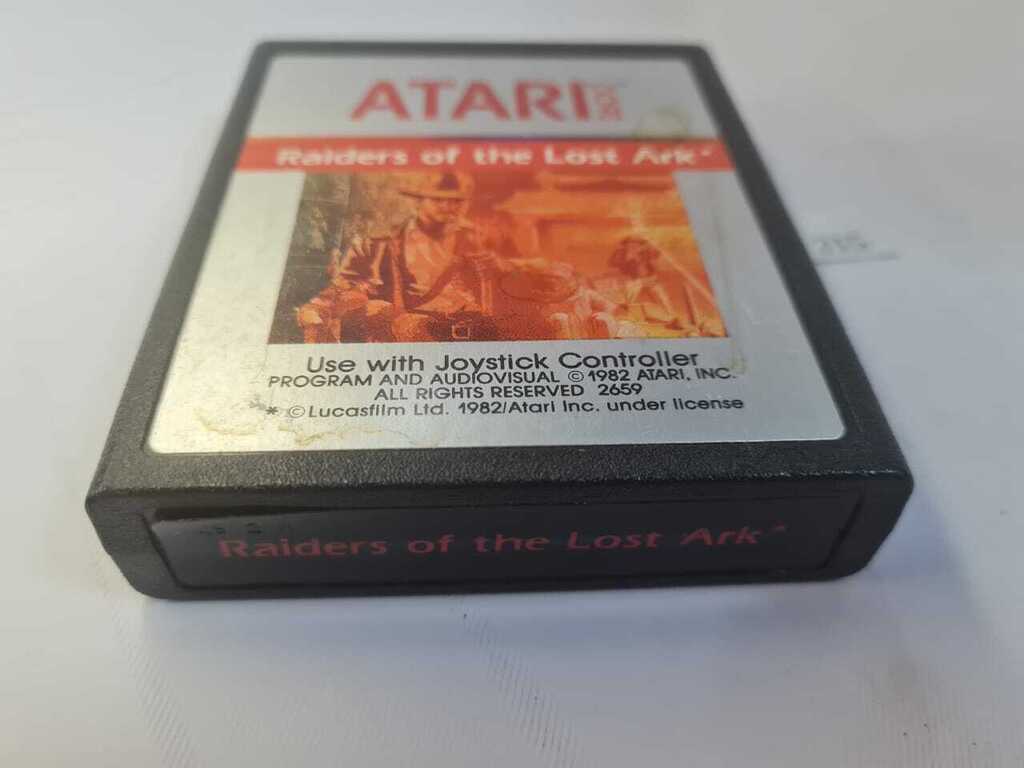 ATARI 2600™
Raiders of the Lost Ark*
Use with Joystick Controller
PROGRAM AND AUDIOVISUAL © 1982 ATARI, INC.
ALL RIGHTS RESERVED 2659
* ©Lucasfilm Ltd. 1982/Atari Inc. under license
Raiders of the Lost Ark*